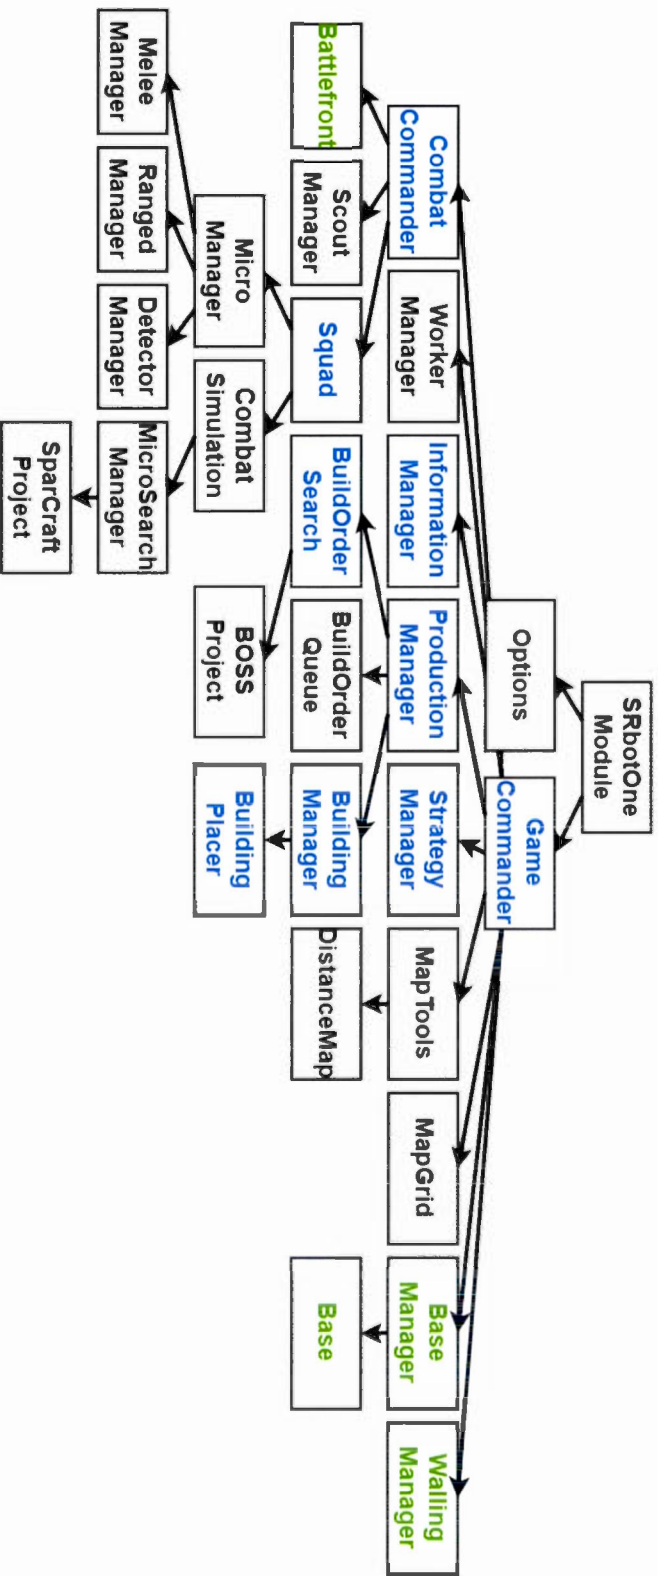 SRbotOne
Module
Options
Game
Commander
Combat
Commander
Worker
Manager
Information
Manager
Production
Manager
Strategy
Manager
MapTools
MapGrid
Base
Manager
Walling
Manager
Battlefront
Scout
Manager
Squad
BuildOrder
Search
BuildOrder
Queue
Building
Manager
DistanceMap
Base
Micro
Manager
Combat
Simulation
BOSS
Project
Building
Placer
Melee
Manager
Ranged
Manager
Detector
Manager
MicroSearch
Manager
SparCraft
Project